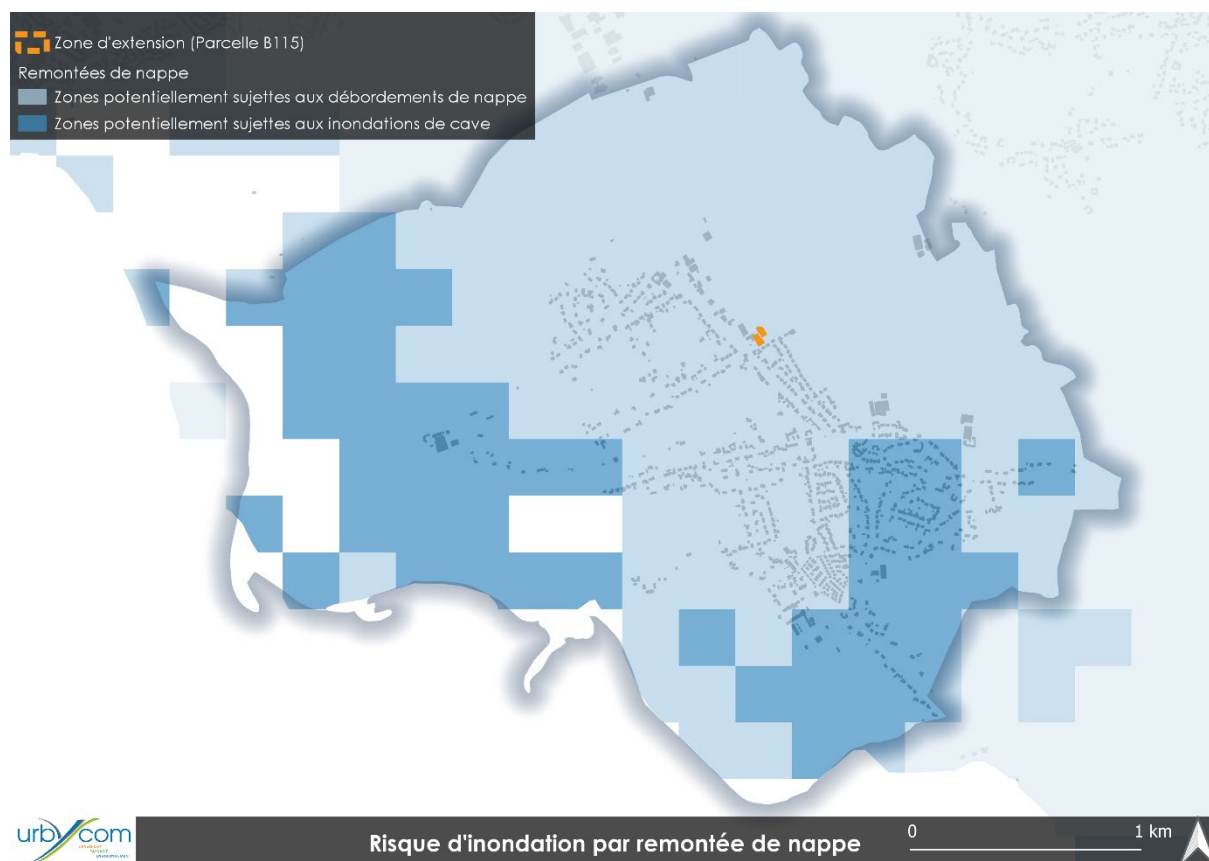 Zone d'extension (Parcelle B115)
Remontées de nappe
Zones potentiellement sujettes aux débordements de nappe
Zones potentiellement sujettes aux inondations de cave
urbycom
Risque d'inondation par remontée de nappe
0 1 km